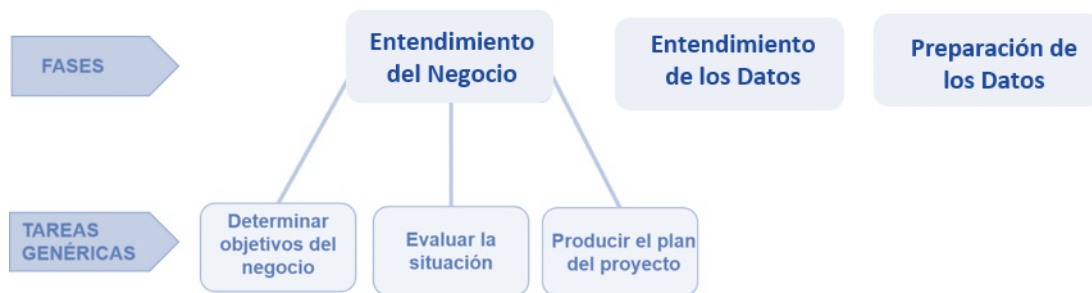 FASES
Entendimiento
del Negocio
Entendimiento
de los Datos
Preparación de
los Datos
TAREAS
GENÉRICAS
Determinar
objetivos del
negocio
Evaluar la
situación
Producir el plan
del proyecto